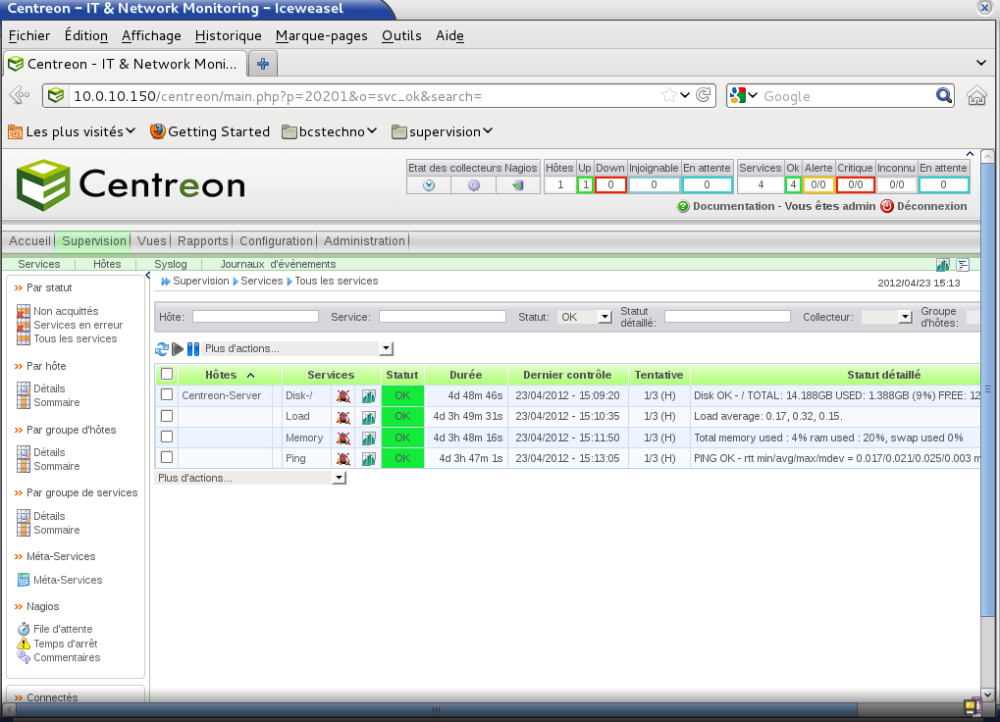 Centreon - IT & Network Monitoring - Iceweasel
Fichier Édition Affichage Historique Marque-pages Outils Aide
Centreon - IT & Network Moni...
10.0.10.150/centreon/main.php?p=20201&o=svc_ok&search=
Google
Les plus visités Getting Started bcstechno supervision
Centreon
Etat des collecteurs Nagios
Hôtes Up Down Injoignable En attente
1 1 0 0 0
Services Ok Alerte Critique Inconnu En attente
4 4 0/0 0/0 0/0 0
Documentation - Vous êtes admin Déconnexion
Accueil Supervision Vues Rapports Configuration Administration
Services Hôtes Syslog Journaux d'évènements
Supervision Services Tous les services
2012/04/23 15:13
Par statut
Non acquittés
Services en erreur
Tous les services
Par hôte
Détails
Sommaire
Par groupe d'hôtes
Détails
Sommaire
Par groupe de services
Détails
Sommaire
Méta-Services
Méta-Services
Nagios
File d'attente
Temps d'arrêt
Commentaires
Connectés
Hôte: Service: Statut: OK Statut détaillé: Collecteur: Groupe d'hôtes:
Plus d'actions...
Hôtes Services Statut Durée Dernier contrôle Tentative Statut détaillé
Centreon-Server Disk-/ OK 4d 48m 46s 23/04/2012 - 15:09:20 1/3 (H) Disk OK - / TOTAL: 14.188GB USED: 1.388GB (9%) FREE: 12
Load OK 4d 3h 49m 31s 23/04/2012 - 15:10:35 1/3 (H) Load average: 0.17, 0.32, 0.15.
Memory OK 4d 3h 48m 16s 23/04/2012 - 15:11:50 1/3 (H) Total memory used : 4% ram used : 20%, swap used 0%
Ping OK 4d 3h 47m 1s 23/04/2012 - 15:13:05 1/3 (H) PING OK - rtt min/avg/max/mdev = 0.017/0.021/0.025/0.003 m
Plus d'actions...